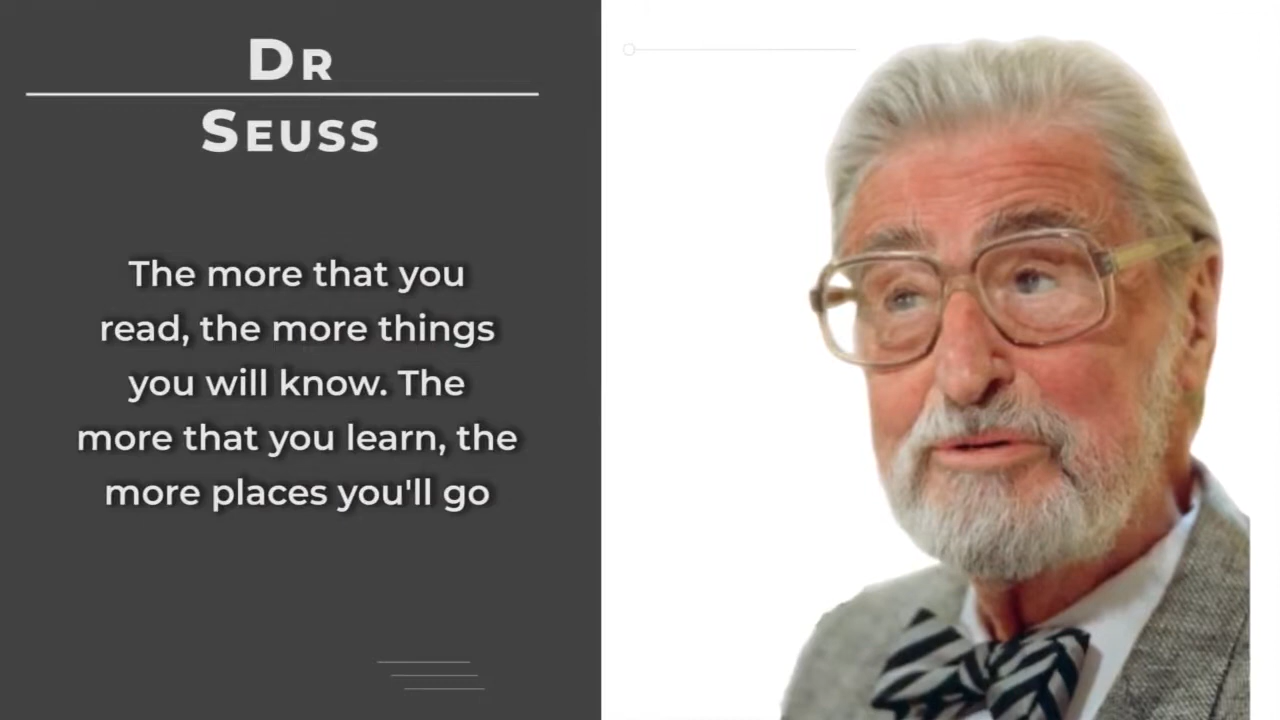 Dr
Seuss
The more that you
read, the more things
you will know. The
more that you learn, the
more places you'll go